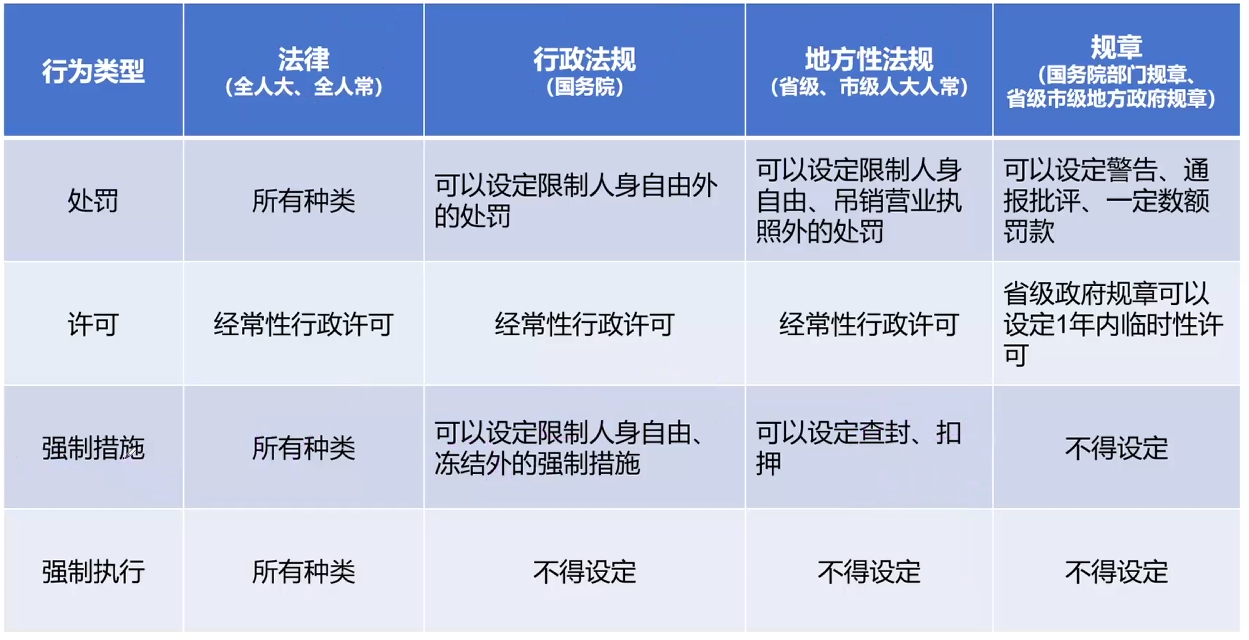 行为类型
法律
（全人大、全人常）
行政法规
（国务院）
地方性法规
（省级、市级人大人常）
规章
（国务院部门规章、
省级市级地方政府规章）
处罚
所有种类
可以设定限制人身自由外
的处罚
可以设定限制人身
自由、吊销营业执
照外的处罚
可以设定警告、通
报批评、一定数额
罚款
许可
经常性行政许可
经常性行政许可
经常性行政许可
省级政府规章可以
设定1年内临时性许
可
强制措施
所有种类
可以设定限制人身自由、
冻结外的强制措施
可以设定查封、扣
押
不得设定
强制执行
所有种类
不得设定
不得设定
不得设定